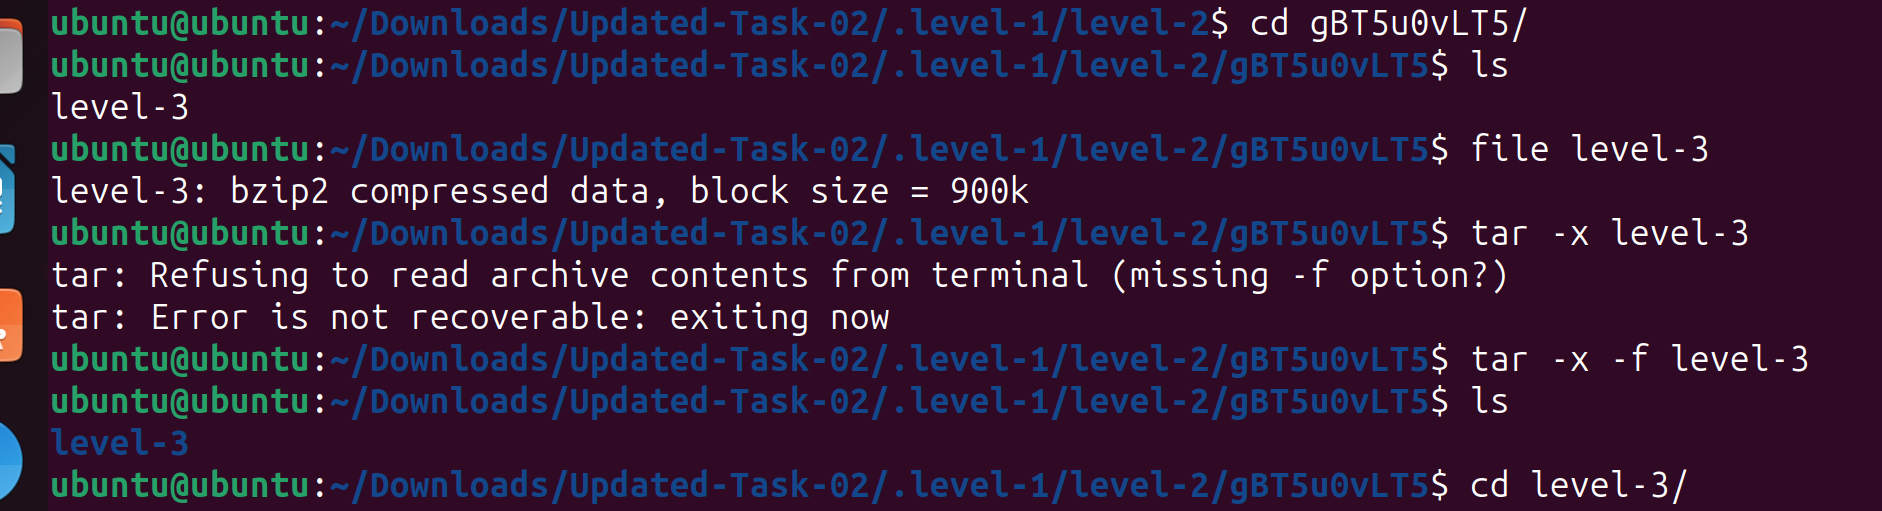 ubuntu@ubuntu:~/Downloads/Updated-Task-02/.level-1/level-2$ cd gBT5u0vLT5/
ubuntu@ubuntu:~/Downloads/Updated-Task-02/.level-1/level-2/gBT5u0vLT5$ ls
level-3
ubuntu@ubuntu:~/Downloads/Updated-Task-02/.level-1/level-2/gBT5u0vLT5$ file level-3
level-3: bzip2 compressed data, block size = 900k
ubuntu@ubuntu:~/Downloads/Updated-Task-02/.level-1/level-2/gBT5u0vLT5$ tar -x level-3
tar: Refusing to read archive contents from terminal (missing -f option?)
tar: Error is not recoverable: exiting now
ubuntu@ubuntu:~/Downloads/Updated-Task-02/.level-1/level-2/gBT5u0vLT5$ tar -x -f level-3
ubuntu@ubuntu:~/Downloads/Updated-Task-02/.level-1/level-2/gBT5u0vLT5$ ls
level-3
ubuntu@ubuntu:~/Downloads/Updated-Task-02/.level-1/level-2/gBT5u0vLT5$ cd level-3/